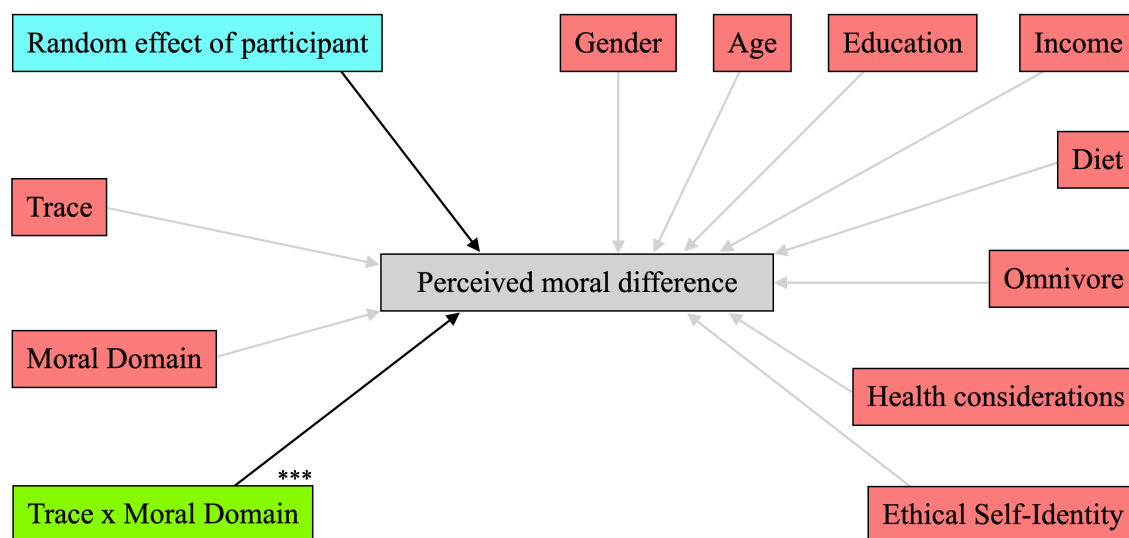 Random effect of participant
Gender
Age
Education
Income
Diet
Trace
Perceived moral difference
Omnivore
Moral Domain
Health considerations
***
Trace x Moral Domain
Ethical Self-Identity